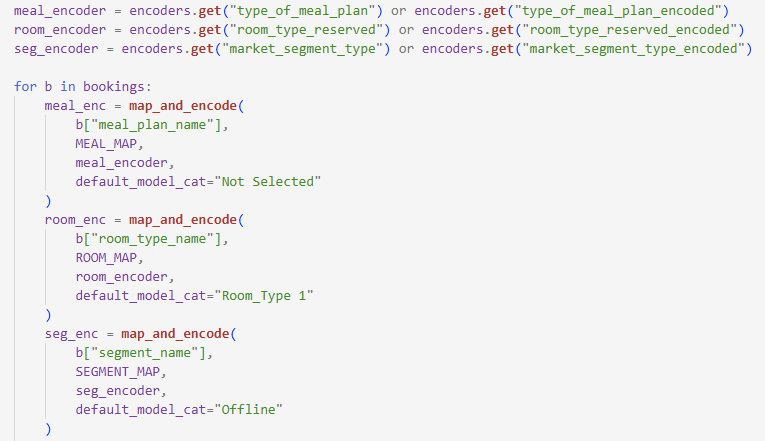 meal_encoder = encoders.get("type_of_meal_plan") or encoders.get("type_of_meal_plan_encoded")
room_encoder = encoders.get("room_type_reserved") or encoders.get("room_type_reserved_encoded")
seg_encoder = encoders.get("market_segment_type") or encoders.get("market_segment_type_encoded")

for b in bookings:
    meal_enc = map_and_encode(
        b["meal_plan_name"],
        MEAL_MAP,
        meal_encoder,
        default_model_cat="Not Selected"
    )
    room_enc = map_and_encode(
        b["room_type_name"],
        ROOM_MAP,
        room_encoder,
        default_model_cat="Room_Type 1"
    )
    seg_enc = map_and_encode(
        b["segment_name"],
        SEGMENT_MAP,
        seg_encoder,
        default_model_cat="Offline"
    )